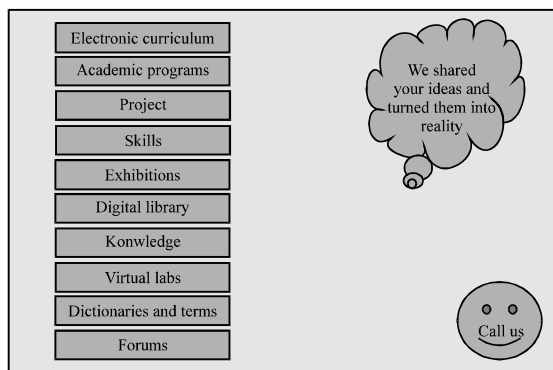 Electronic curriculum
Academic programs
Project
Skills
Exhibitions
Digital library
Konwledge
Virtual labs
Dictionaries and terms
Forums
We shared
your ideas and
turned them into
reality
Call us